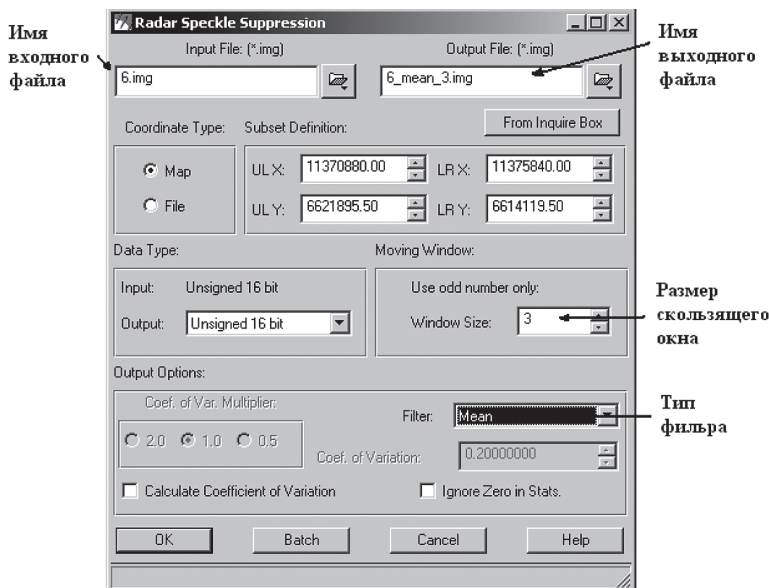 Radar Speckle Suppression
Имя
входного
файла
Input File: (*.img)
Output File: (*.img)
Имя
выходного
файла
6.img
6_mean_3.img
Coordinate Type:
Subset Definition:
From Inquire Box
Map
File
UL X: 11370880.00
LR X: 11375840.00
UL Y: 6621895.50
LR Y: 6614119.50
Data Type:
Moving Window:
Input: Unsigned 16 bit
Output: Unsigned 16 bit
Use odd number only:
Window Size: 3
Размер
скользящего
окна
Output Options:
Coef. of Var. Multiplier:
2.0 1.0 0.5
Filter: Mean
Тип
фильра
Coef. of Variation: 0.20000000
Calculate Coefficient of Variation
Ignore Zero in Stats.
OK
Batch
Cancel
Help